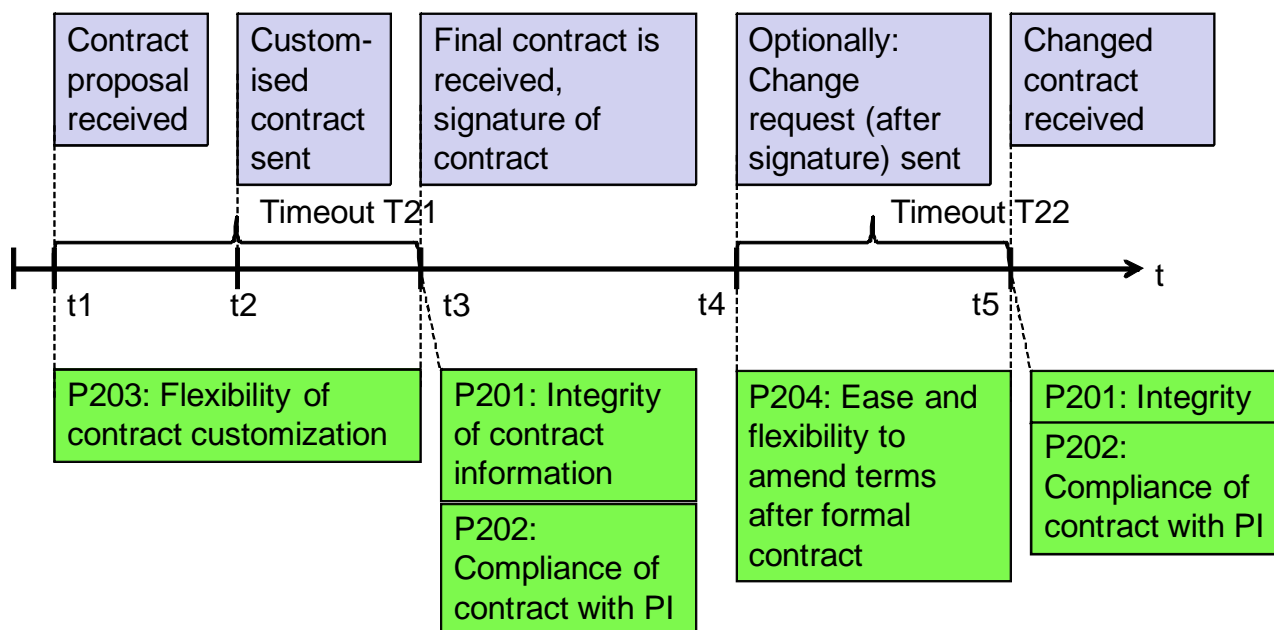 Contract
proposal
received
Custom-
ised
contract
sent
Final contract is
received,
signature of
contract
Optionally:
Change
request (after
signature) sent
Changed
contract
received
Timeout T21
Timeout T22
t
t1
t2
t3
t4
t5
P203: Flexibility of
contract customization
P201: Integrity
of contract
information
P202:
Compliance of
contract with PI
P204: Ease and
flexibility to
amend terms
after formal
contract
P201: Integrity
P202:
Compliance of
contract with PI